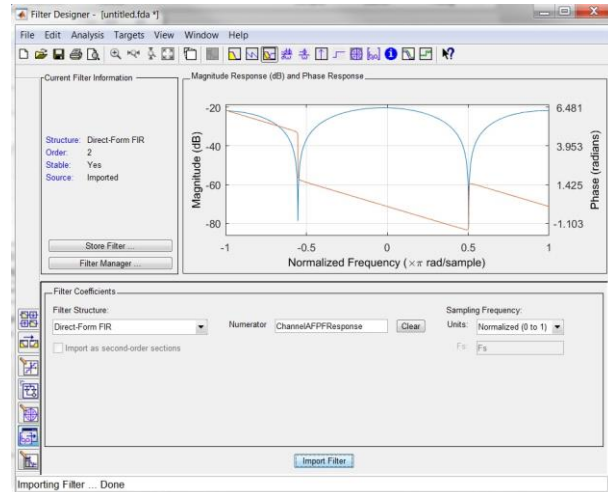 Filter Designer - [untitled.fda *]
File Edit Analysis Targets View Window Help
Current Filter Information
Structure: Direct-Form FIR
Order: 2
Stable: Yes
Source: Imported
Store Filter ...
Filter Manager ...
Magnitude Response (dB) and Phase Response
Magnitude (dB)
-20
-40
-60
-80
6.481
3.953
1.425
-1.103
Phase (radians)
-1 -0.5 0 0.5 1
Normalized Frequency (×π rad/sample)
Filter Coefficients
Filter Structure:
Direct-Form FIR
Import as second-order sections
Numerator ChannelAFPFResponse Clear
Sampling Frequency:
Units: Normalized (0 to 1)
Fs Fs
Import Filter
Importing Filter ... Done